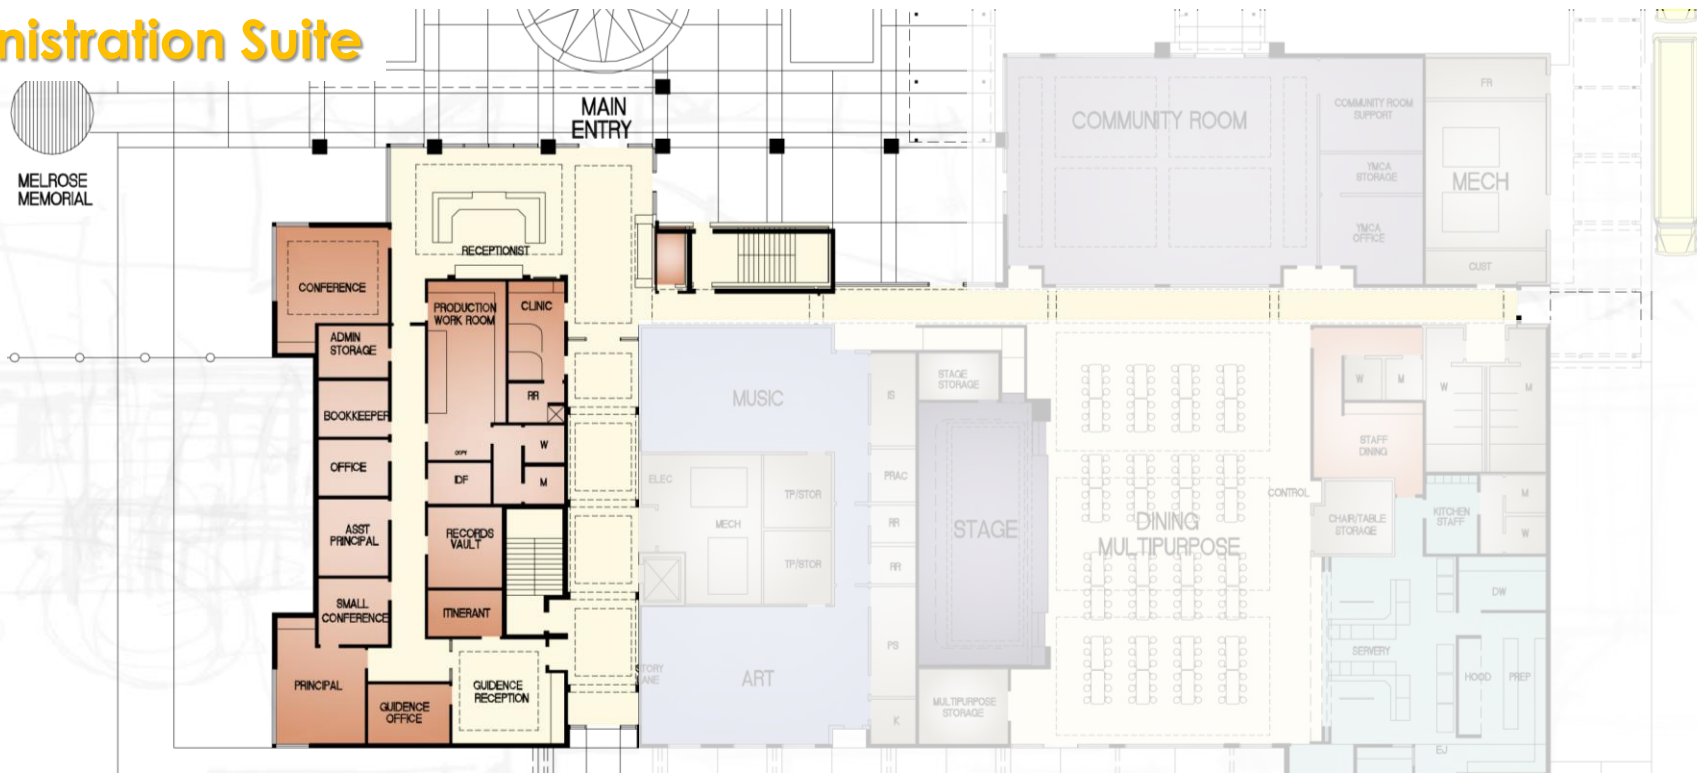 nistration Suite
MAIN
ENTRY
MELROSE
MEMORIAL
RECEPTIONIST
CONFERENCE
PRODUCTION
WORK ROOM
CLINIC
ADMIN
STORAGE
RR
BOOKKEEPER
W
COPY
OFFICE
IDF
M
ASST
PRINCIPAL
RECORDS
VAULT
SMALL
CONFERENCE
ITINERANT
PRINCIPAL
GUIDENCE
OFFICE
GUIDENCE
RECEPTION
COMMUNITY ROOM
COMMUNITY ROOM
SUPPORT
YMCA
STORAGE
YMCA
OFFICE
FR
MECH
CUST
MUSIC
IS
STAGE
STORAGE
ELEC
MECH
TP/STOR
TP/STOR
PRAC
RR
RR
STAGE
DINING
MULTIPURPOSE
CONTROL
W
M
W
M
STAFF
DINING
CHAIR/TABLE
STORAGE
KITCHEN
STAFF
M
W
DW
ART
PS
K
MULTIPURPOSE
STORAGE
SERVERY
HOOD
PREP
EJ